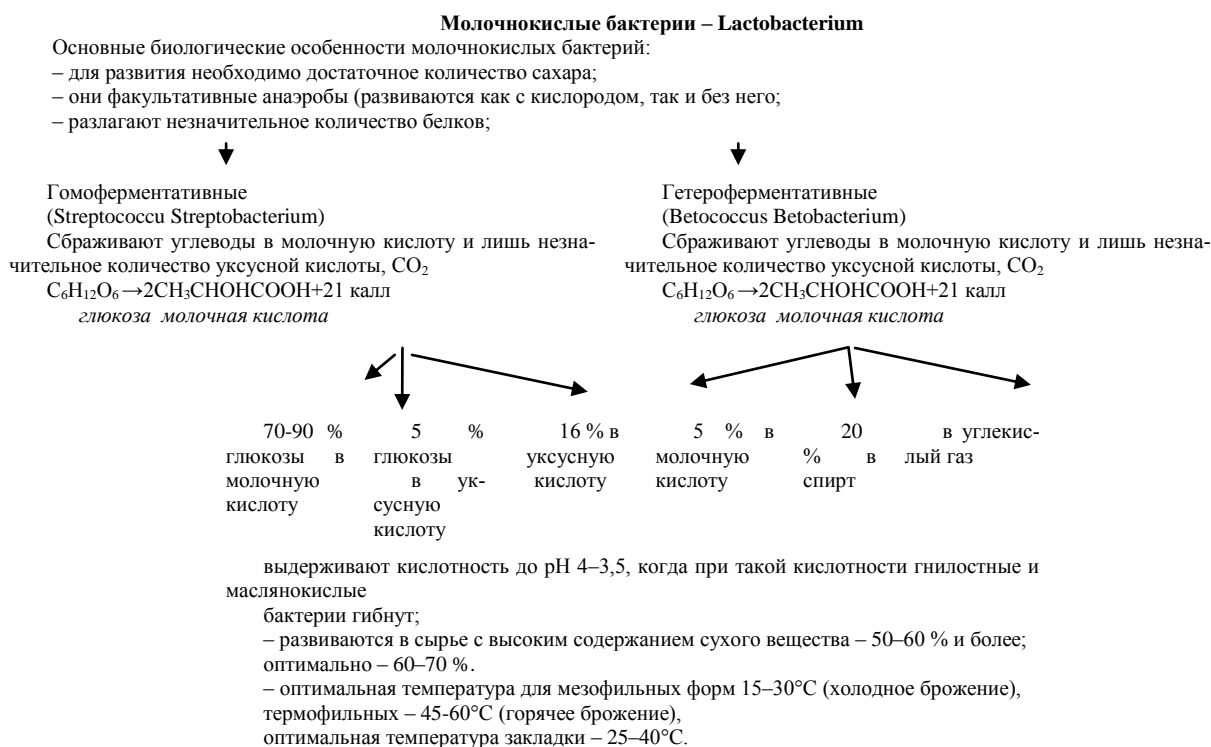 Молочнокислые бактерии – Lactobacterium
Основные биологические особенности молочнокислых бактерий:
– для развития необходимо достаточное количество сахара;
– они факультативные анаэробы (развиваются как с кислородом, так и без него;
– разлагают незначительное количество белков;
Гомоферментативные
(Streptococcu Streptobacterium)
Сбраживают углеводы в молочную кислоту и лишь незна-
чительное количество уксусной кислоты, CO₂
C₆H₁₂O₆→2CH₃CHOHCOOH+21 калл
глюкоза молочная кислота
Гетероферментативные
(Betococcus Betobacterium)
Сбраживают углеводы в молочную кислоту и лишь незна-
чительное количество уксусной кислоты, CO₂
C₆H₁₂O₆→2CH₃CHOHCOOH+21 калл
глюкоза молочная кислота
70-90 %
глюкозы в
молочную
кислоту
5 %
глюкозы
в ук-
сусную
кислоту
16 % в
уксусную
кислоту
5 % в
молочную
кислоту
20
% в
спирт
в углекис-
лый газ
выдерживают кислотность до pH 4–3,5, когда при такой кислотности гнилостные и
маслянокислые
бактерии гибнут;
– развиваются в сырье с высоким содержанием сухого вещества – 50–60 % и более;
оптимально – 60–70 %.
– оптимальная температура для мезофильных форм 15–30°С (холодное брожение),
термофильных – 45-60°С (горячее брожение),
оптимальная температура закладки – 25–40°С.